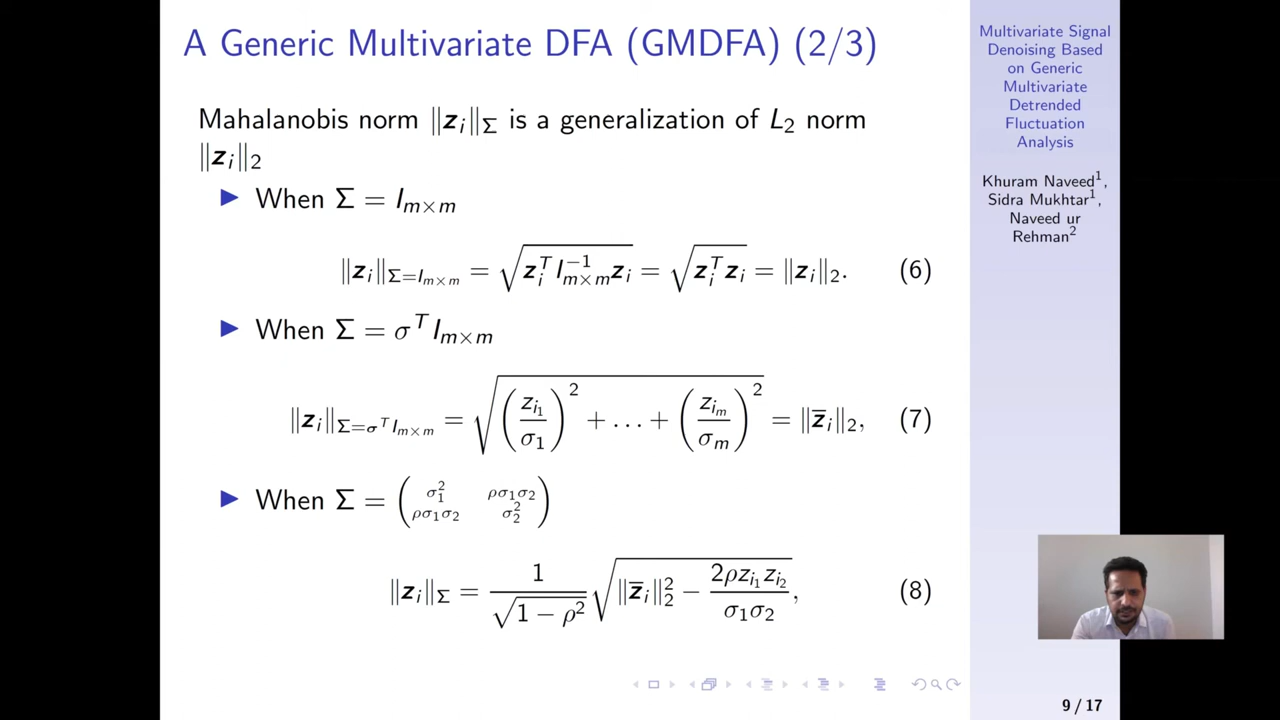 A Generic Multivariate DFA (GMDFA) (2/3)
Mahalanobis norm ‖z_i‖_Σ is a generalization of L_2 norm
‖z_i‖_2
▶ When Σ = I_{m×m}
‖z_i‖_{Σ=I_{m×m}} = √(z_i^T I_{m×m}^{-1} z_i) = √(z_i^T z_i) = ‖z_i‖_2. (6)
▶ When Σ = σ^T I_{m×m}
‖z_i‖_{Σ=σ^T I_{m×m}} = √((z_{i_1}/σ_1)^2 + … + (z_{i_m}/σ_m)^2) = ‖z̅_i‖_2, (7)
▶ When Σ = (σ_1^2 ρσ_1σ_2
ρσ_1σ_2 σ_2^2)
‖z_i‖_Σ = 1/√(1 − ρ^2) √(‖z̅_i‖_2^2 − 2ρz_{i_1}z_{i_2}/σ_1σ_2), (8)
Multivariate Signal
Denoising Based
on Generic
Multivariate
Detrended
Fluctuation
Analysis
Khuram Naveed^1,
Sidra Mukhtar^1,
Naveed ur
Rehman^2
9 / 17